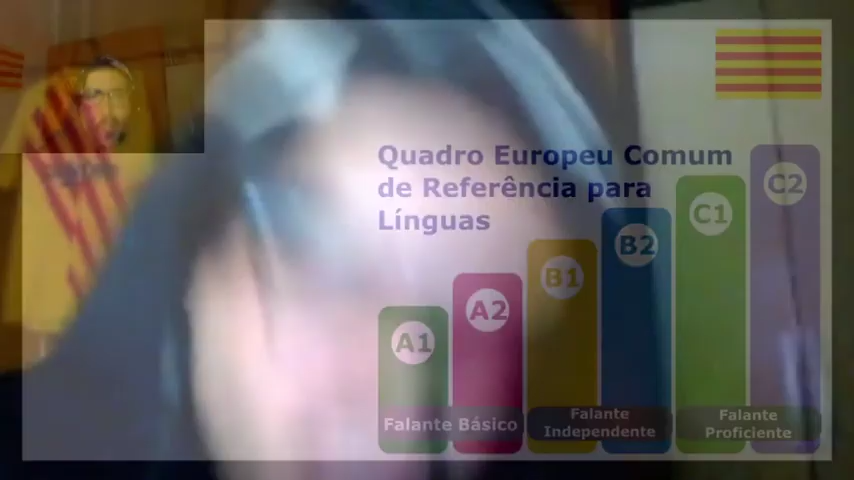 Quadro Europeu Comum
de Referência para
Línguas
C2
C1
B2
B1
A2
A1
Falante Básico
Falante
Independente
Falante
Proficiente